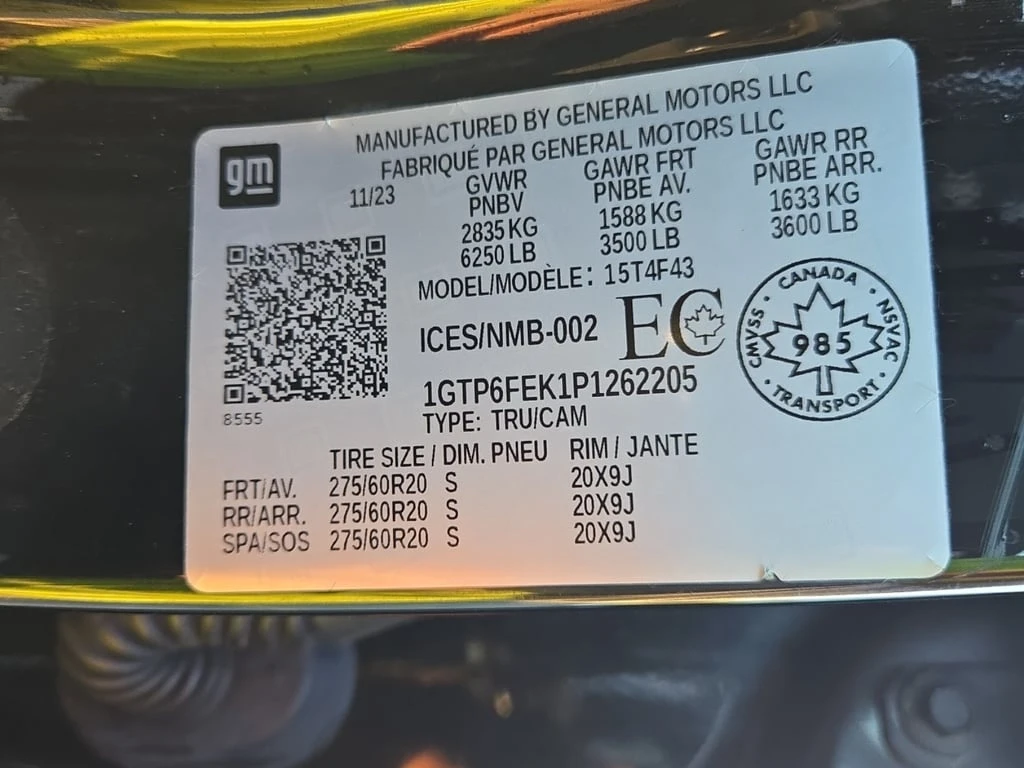 MANUFACTURED BY GENERAL MOTORS LLC
FABRIQUÉ PAR GENERAL MOTORS LLC
gm
11/23
GVWR
PNBV
2835 KG
6250 LB
GAWR FRT
PNBE AV.
1588 KG
3500 LB
GAWR RR
PNBE ARR.
1633 KG
3600 LB
MODEL/MODÈLE: 15T4F43
ICES/NMB-002 EC
CANADA
CMVSS 985 NSVAC
TRANSPORT
1GTP6FEK1P1262205
TYPE: TRU/CAM
8555
TIRE SIZE / DIM. PNEU RIM / JANTE
FRT/AV. 275/60R20 S 20X9J
RR/ARR. 275/60R20 S 20X9J
SPA/SOS 275/60R20 S 20X9J